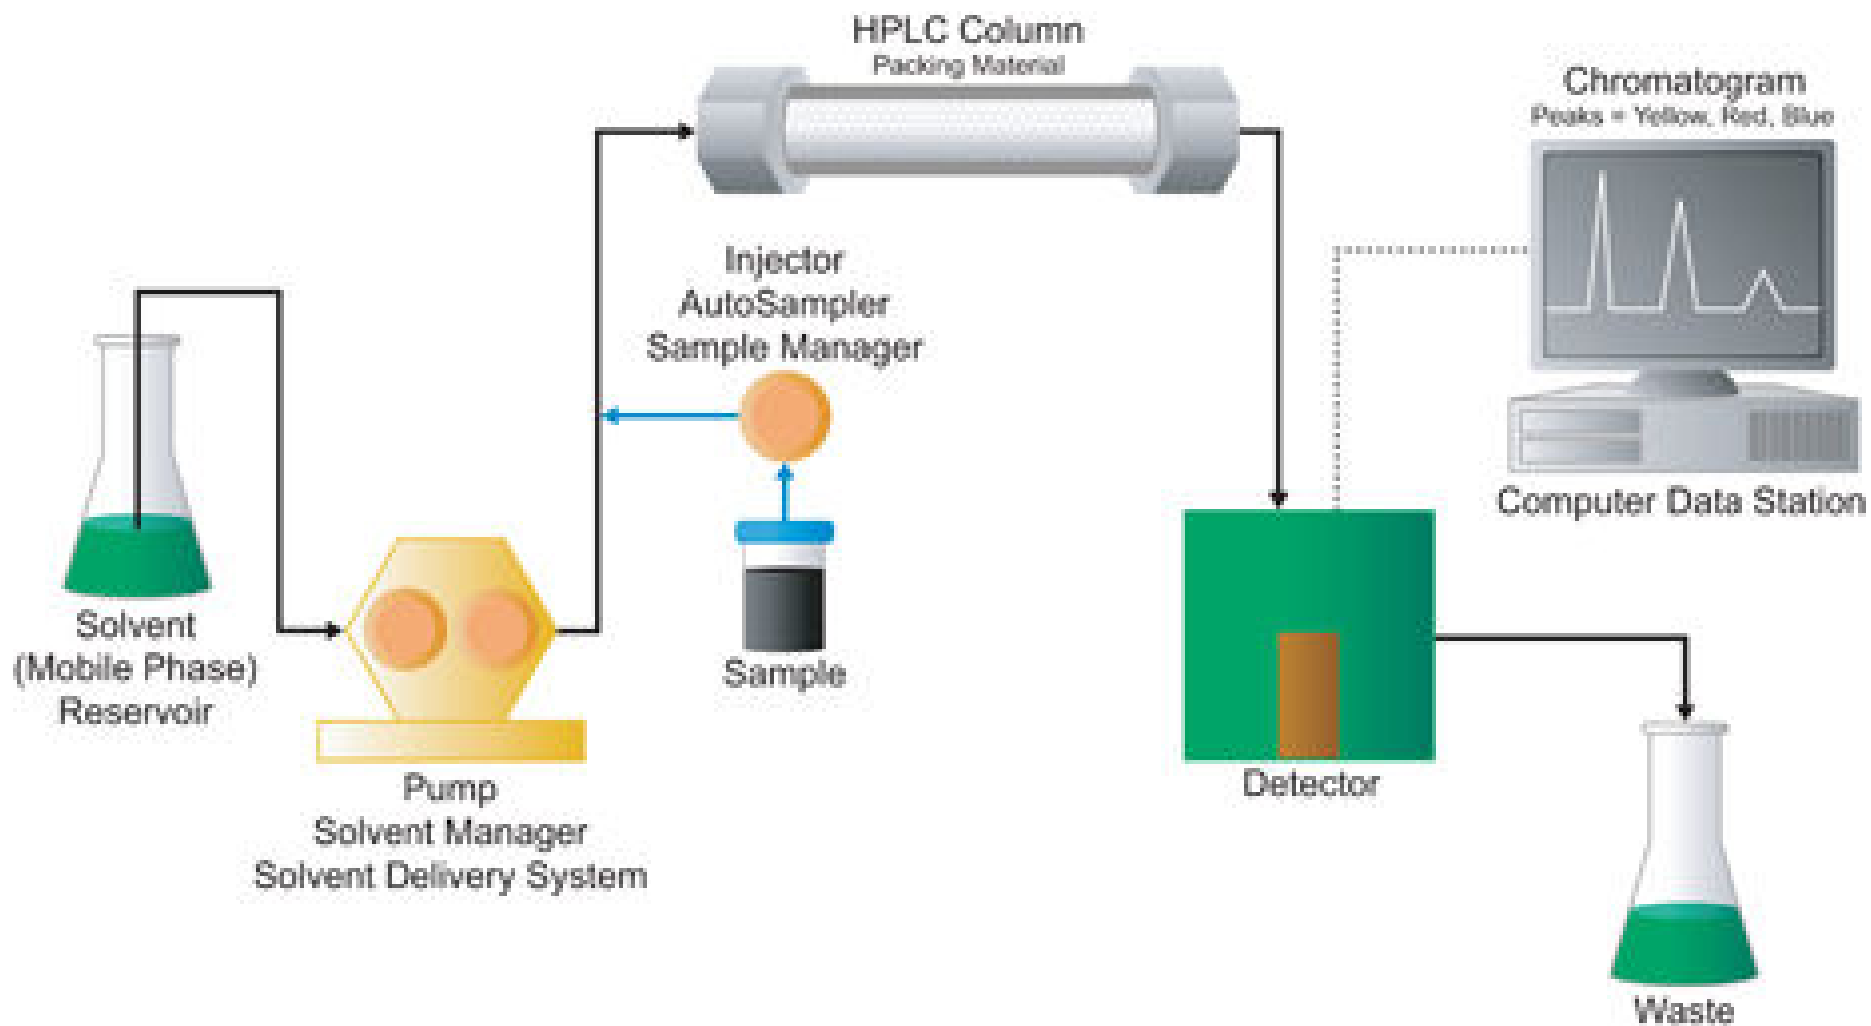 HPLC Column
Packing Material
Chromatogram
Peaks = Yellow, Red, Blue
Injector
AutoSampler
Sample Manager
Computer Data Station
Solvent
(Mobile Phase)
Reservoir
Sample
Pump
Solvent Manager
Solvent Delivery System
Detector
Waste